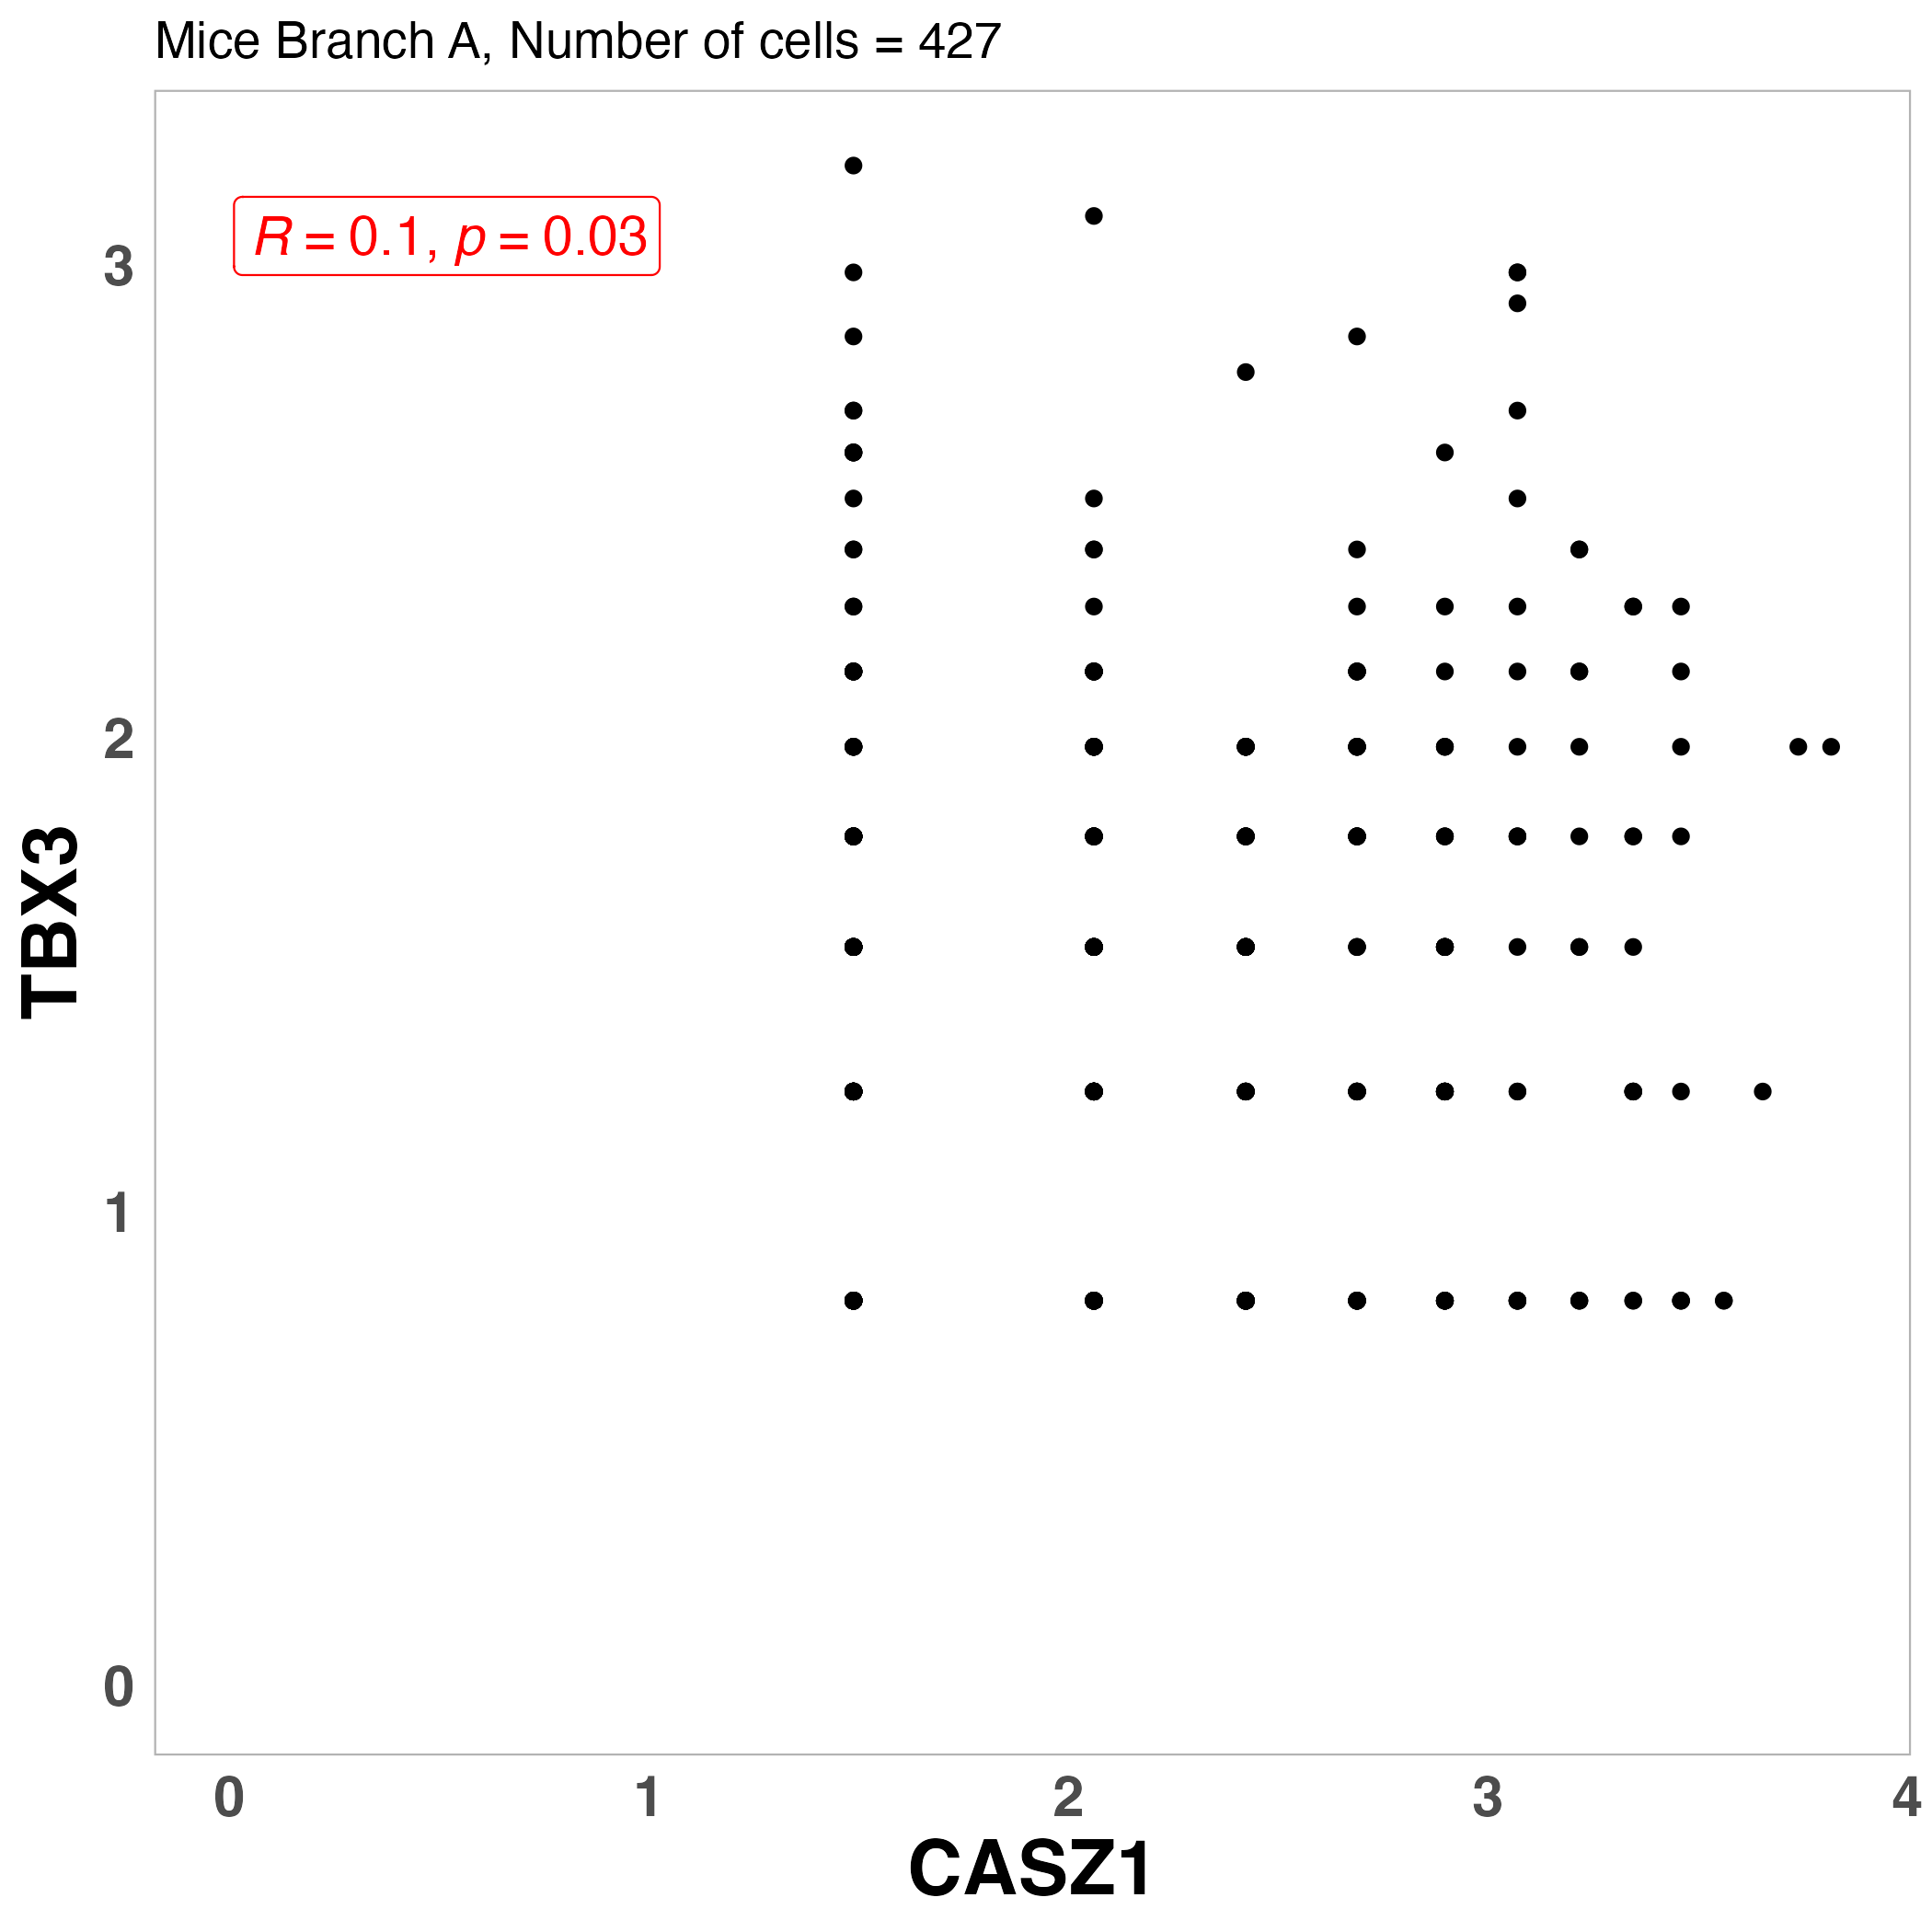 Mice Branch A, Number of cells = 427
R = 0.1, p = 0.03
3
2
1
0
TBX3
0 1 2 3 4
CASZ1